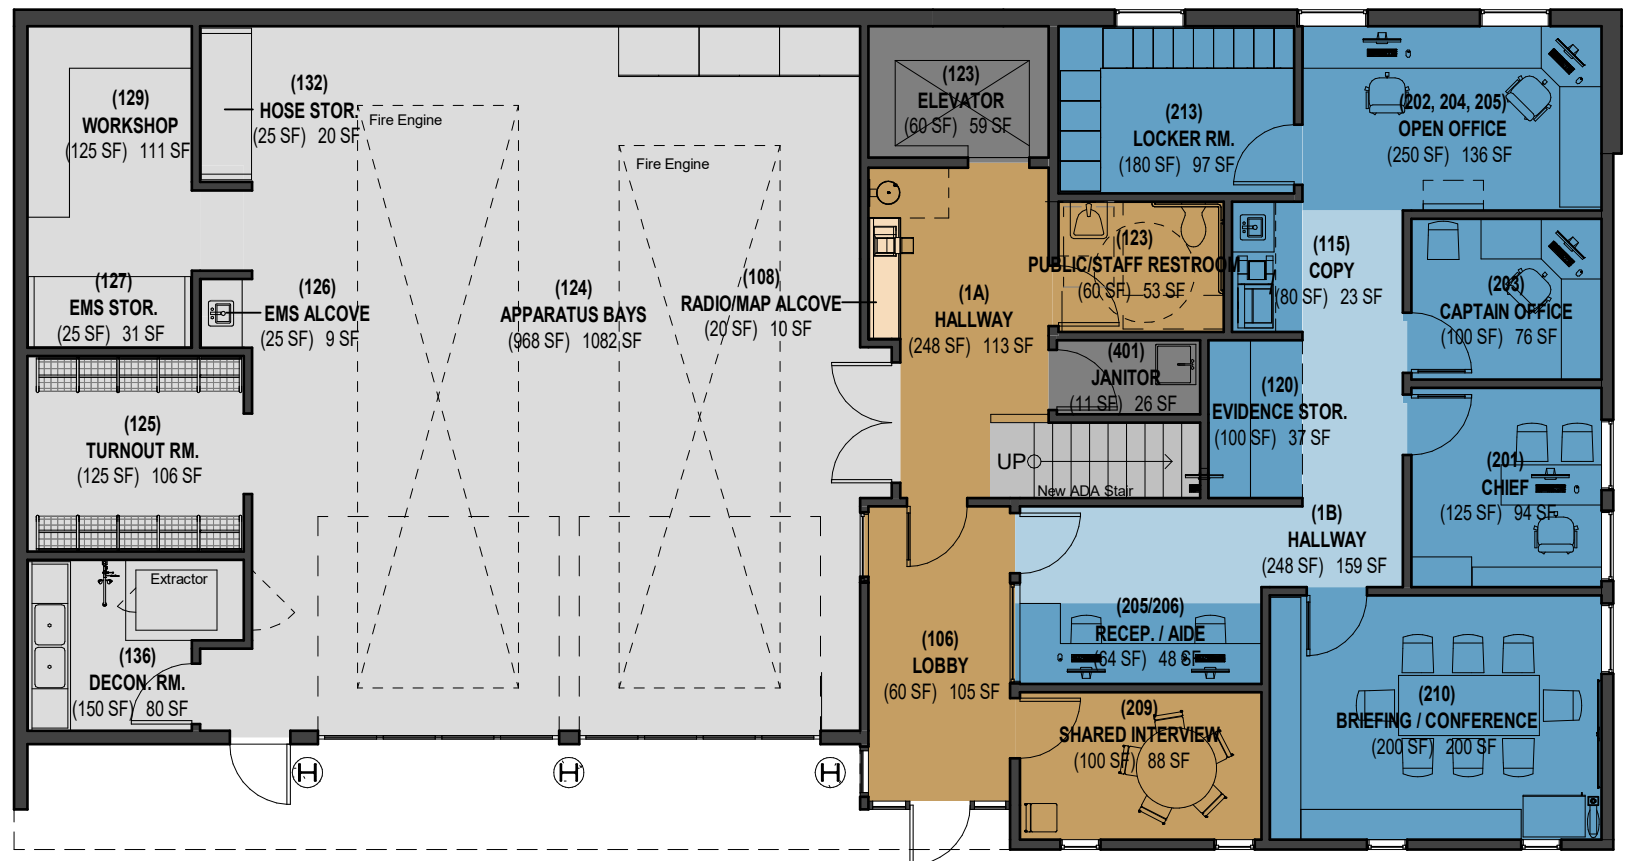 (129)
WORKSHOP
(125 SF) 111 SF
(132)
HOSE STOR.
(25 SF) 20 SF
Fire Engine
Fire Engine
(123)
ELEVATOR
(60 SF) 59 SF
(213)
LOCKER RM.
(180 SF) 97 SF
(202, 204, 205)
OPEN OFFICE
(250 SF) 136 SF
(127)
EMS STOR.
(25 SF) 31 SF
(126)
EMS ALCOVE
(25 SF) 9 SF
(124)
APPARATUS BAYS
(968 SF) 1082 SF
(108)
RADIO/MAP ALCOVE
(20 SF) 10 SF
(1A)
HALLWAY
(248 SF) 113 SF
(123)
PUBLIC/STAFF RESTROOM
(60 SF) 53 SF
(115)
COPY
(80 SF) 23 SF
(203)
CAPTAIN OFFICE
(100 SF) 76 SF
(401)
JANITOR
(11 SF) 26 SF
(120)
EVIDENCE STOR.
(100 SF) 37 SF
(125)
TURNOUT RM.
(125 SF) 106 SF
UP
New ADA Stair
(201)
CHIEF
(125 SF) 94 SF
(1B)
HALLWAY
(248 SF) 159 SF
Extractor
(136)
DECON. RM.
(150 SF) 80 SF
(106)
LOBBY
(60 SF) 105 SF
(205/206)
RECEP. / AIDE
(64 SF) 48 SF
(209)
SHARED INTERVIEW
(100 SF) 88 SF
(210)
BRIEFING / CONFERENCE
(200 SF) 200 SF
H
H
H